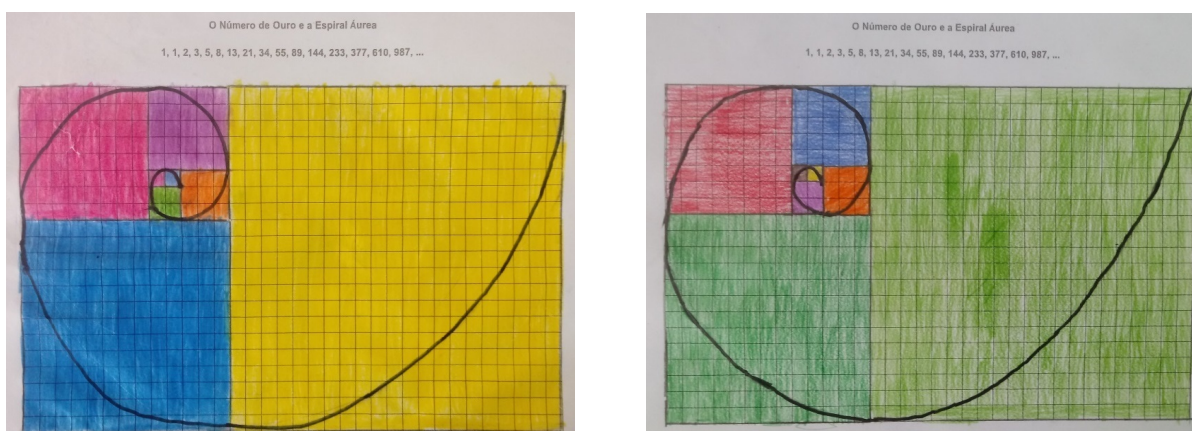 O Número de Ouro e a Espiral Áurea
1, 1, 2, 3, 5, 8, 13, 21, 34, 55, 89, 144, 233, 377, 610, 987, ...
O Número de Ouro e a Espiral Áurea
1, 1, 2, 3, 5, 8, 13, 21, 34, 55, 89, 144, 233, 377, 610, 987, ...